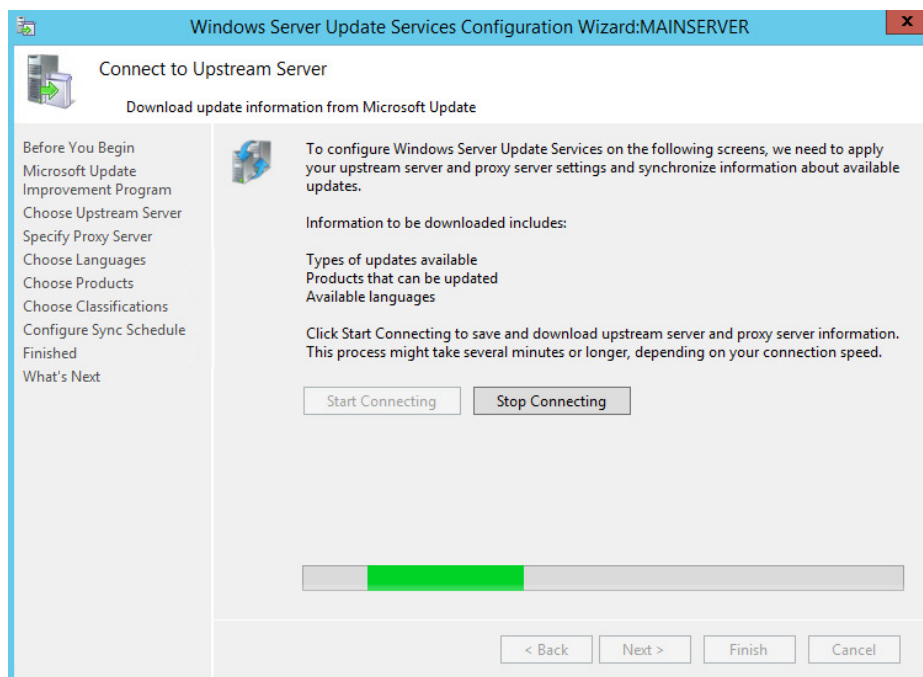 Windows Server Update Services Configuration Wizard:MAINSERVER
x
Connect to Upstream Server
Download update information from Microsoft Update
Before You Begin
Microsoft Update
Improvement Program
Choose Upstream Server
Specify Proxy Server
Choose Languages
Choose Products
Choose Classifications
Configure Sync Schedule
Finished
What's Next
To configure Windows Server Update Services on the following screens, we need to apply
your upstream server and proxy server settings and synchronize information about available
updates.
Information to be downloaded includes:
Types of updates available
Products that can be updated
Available languages
Click Start Connecting to save and download upstream server and proxy server information.
This process might take several minutes or longer, depending on your connection speed.
Start Connecting
Stop Connecting
< Back
Next >
Finish
Cancel